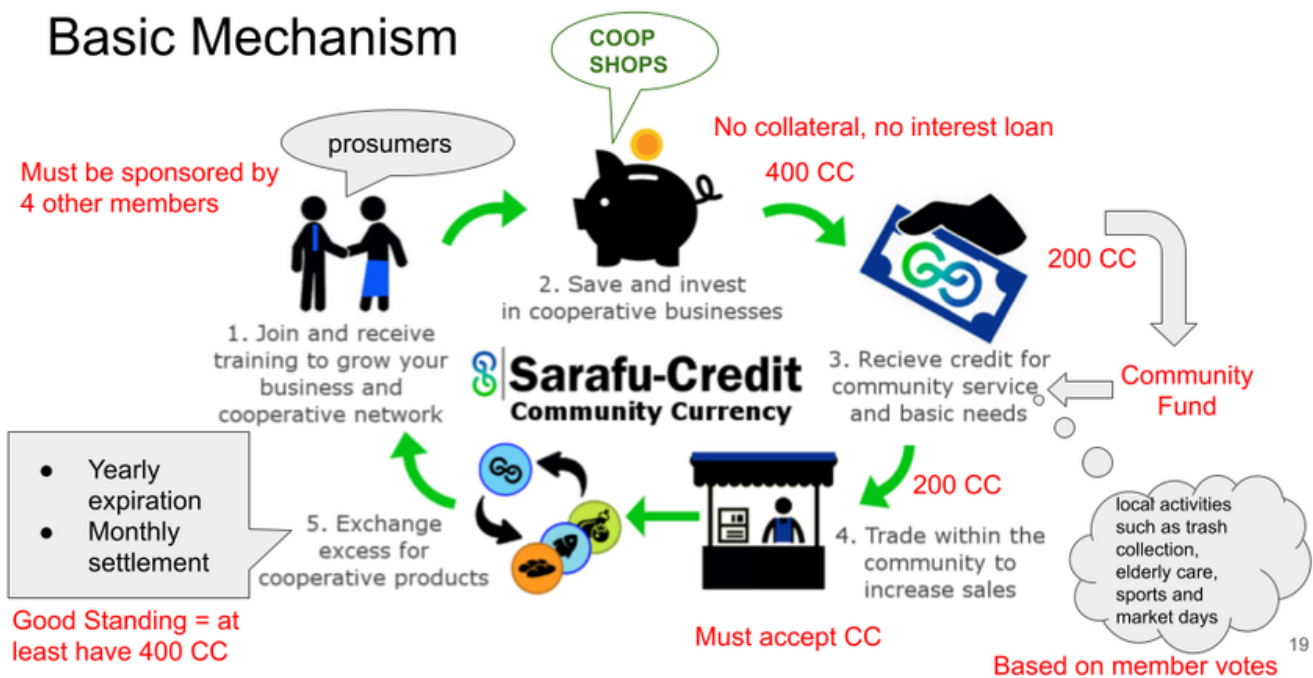 Basic Mechanism
COOP
SHOPS
prosumers
Must be sponsored by
4 other members
No collateral, no interest loan
400 CC
200 CC
1. Join and receive
training to grow your
business and
cooperative network
2. Save and invest
in cooperative businesses
3. Recieve credit for
community service
and basic needs
Community
Fund
Sarafu-Credit
Community Currency
● Yearly
expiration
● Monthly
settlement
Good Standing = at
least have 400 CC
5. Exchange
excess for
cooperative products
200 CC
4. Trade within the
community to
increase sales
Must accept CC
local activities
such as trash
collection,
elderly care,
sports and
market days
Based on member votes
19